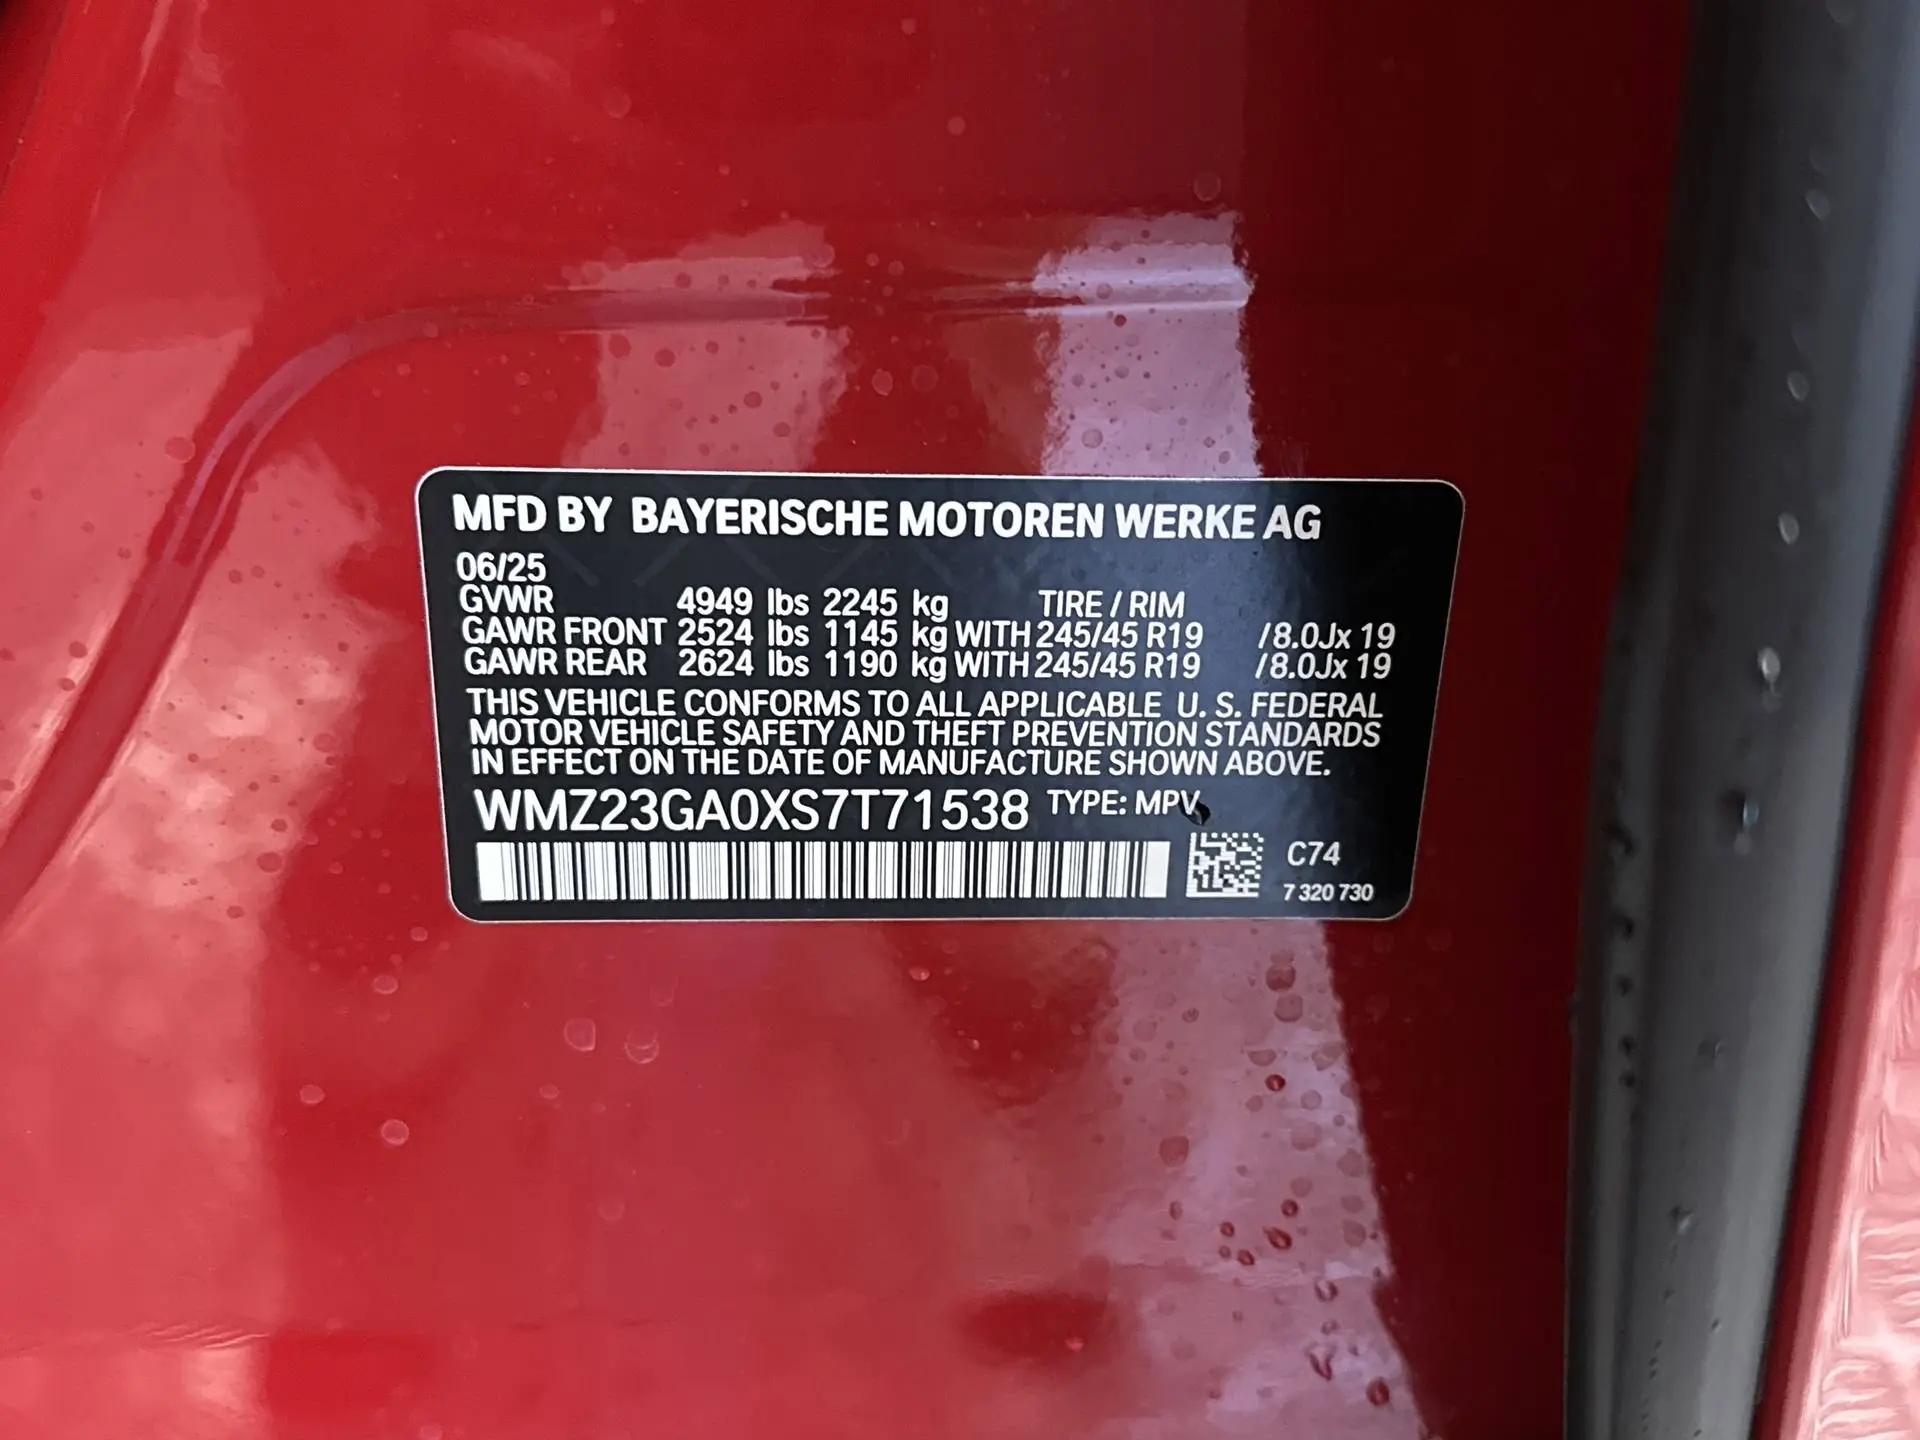 MFD BY BAYERISCHE MOTOREN WERKE AG
06/25
GVWR 4949 lbs 2245 kg TIRE / RIM
GAWR FRONT 2524 lbs 1145 kg WITH 245/45 R19 /8.0Jx 19
GAWR REAR 2624 lbs 1190 kg WITH 245/45 R19 /8.0Jx 19
THIS VEHICLE CONFORMS TO ALL APPLICABLE U. S. FEDERAL
MOTOR VEHICLE SAFETY AND THEFT PREVENTION STANDARDS
IN EFFECT ON THE DATE OF MANUFACTURE SHOWN ABOVE.
WMZ23GA0XS7T71538 TYPE: MPV
C74
7 320 730